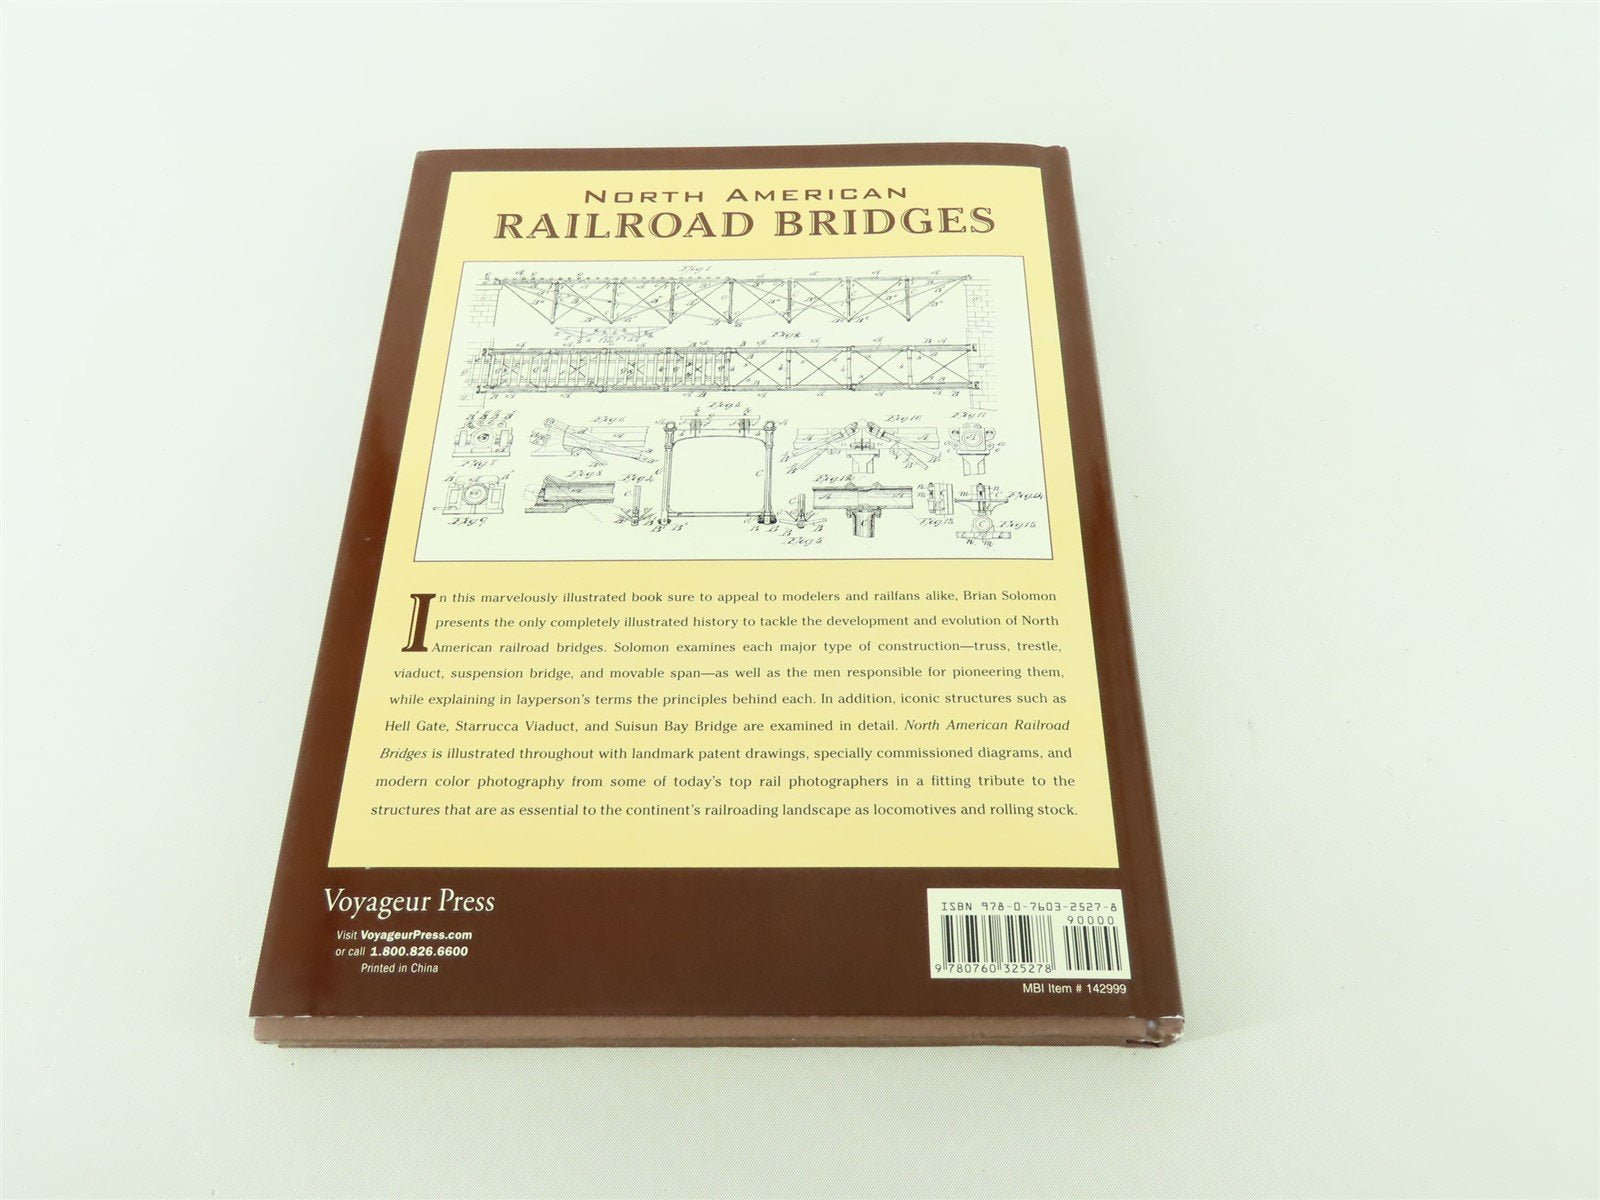 NORTH AMERICAN
RAILROAD BRIDGES
In this marvelously illustrated book sure to appeal to modelers and railfans alike, Brian Solomon
presents the only completely illustrated history to tackle the development and evolution of North
American railroad bridges. Solomon examines each major type of construction—truss, trestle,
viaduct, suspension bridge, and movable span—as well as the men responsible for pioneering them,
while explaining in layperson's terms the principles behind each. In addition, iconic structures such as
Hell Gate, Starrucca Viaduct, and Suisun Bay Bridge are examined in detail. North American Railroad
Bridges is illustrated throughout with landmark patent drawings, specially commissioned diagrams, and
modern color photography from some of today's top rail photographers in a fitting tribute to the
structures that are as essential to the continent's railroading landscape as locomotives and rolling stock.
Voyageur Press
Visit VoyageurPress.com
or call 1.800.826.6600
Printed in China
ISBN 978-0-7603-2527-8
90000
9 780760 325278
MBI Item # 142999